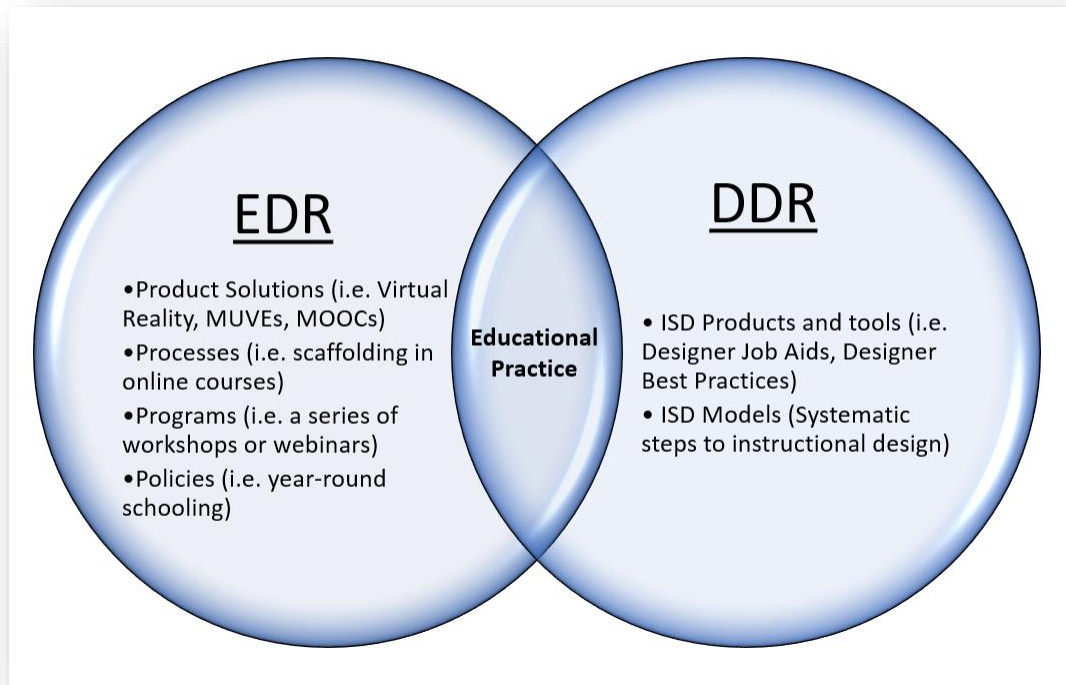 EDR
•Product Solutions (i.e. Virtual
Reality, MUVEs, MOOCs)
•Processes (i.e. scaffolding in
online courses)
•Programs (i.e. a series of
workshops or webinars)
•Policies (i.e. year-round
schooling)
Educational
Practice
DDR
• ISD Products and tools (i.e.
Designer Job Aids, Designer
Best Practices)
• ISD Models (Systematic
steps to instructional design)